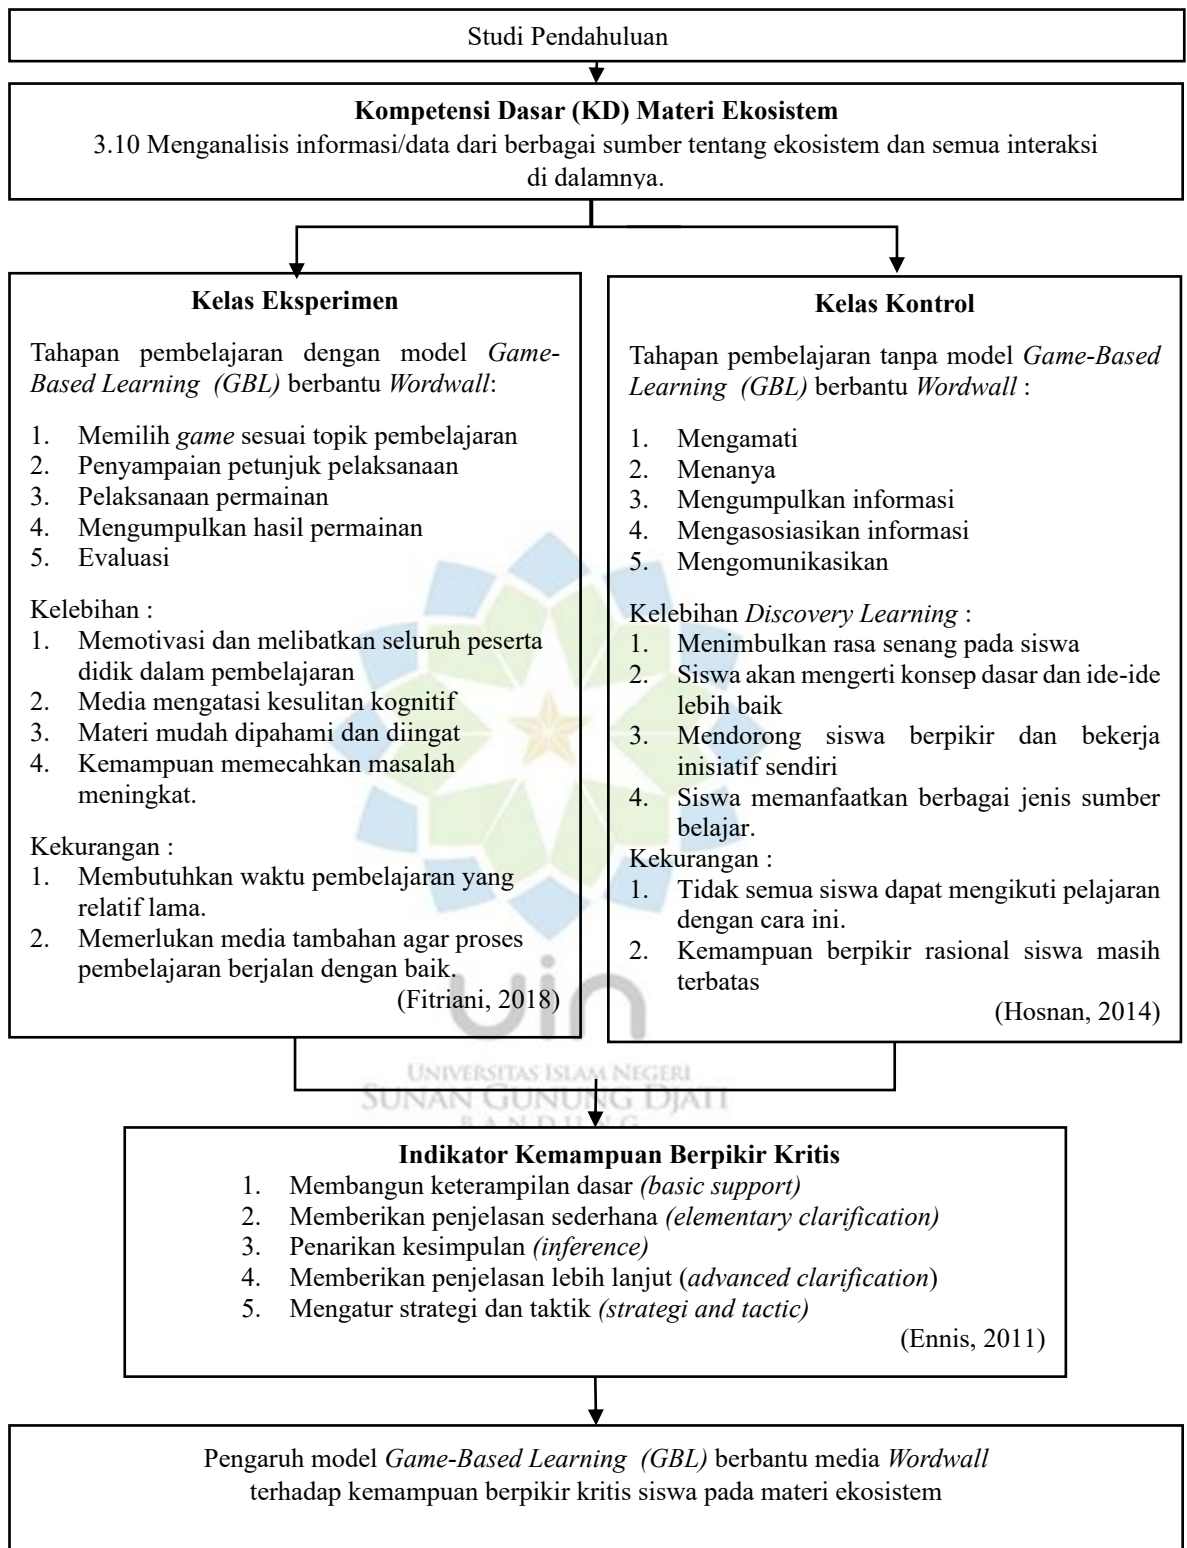 Studi Pendahuluan
Kompetensi Dasar (KD) Materi Ekosistem
3.10 Menganalisis informasi/data dari berbagai sumber tentang ekosistem dan semua interaksi
di dalamnya.
Kelas Eksperimen
Tahapan pembelajaran dengan model Game-
Based Learning (GBL) berbantu Wordwall:
1. Memilih game sesuai topik pembelajaran
2. Penyampaian petunjuk pelaksanaan
3. Pelaksanaan permainan
4. Mengumpulkan hasil permainan
5. Evaluasi
Kelebihan :
1. Memotivasi dan melibatkan seluruh peserta
didik dalam pembelajaran
2. Media mengatasi kesulitan kognitif
3. Materi mudah dipahami dan diingat
4. Kemampuan memecahkan masalah
meningkat.
Kekurangan :
1. Membutuhkan waktu pembelajaran yang
relatif lama.
2. Memerlukan media tambahan agar proses
pembelajaran berjalan dengan baik.
(Fitriani, 2018)
Kelas Kontrol
Tahapan pembelajaran tanpa model Game-Based
Learning (GBL) berbantu Wordwall :
1. Mengamati
2. Menanya
3. Mengumpulkan informasi
4. Mengasosiasikan informasi
5. Mengomunikasikan
Kelebihan Discovery Learning :
1. Menimbulkan rasa senang pada siswa
2. Siswa akan mengerti konsep dasar dan ide-ide
lebih baik
3. Mendorong siswa berpikir dan bekerja
inisiatif sendiri
4. Siswa memanfaatkan berbagai jenis sumber
belajar.
Kekurangan :
1. Tidak semua siswa dapat mengikuti pelajaran
dengan cara ini.
2. Kemampuan berpikir rasional siswa masih
terbatas
(Hosnan, 2014)
uin
UNIVERSITAS ISLAM NEGERI
SUNAN GUNUNG DJATI
BANDUNG
Indikator Kemampuan Berpikir Kritis
1. Membangun keterampilan dasar (basic support)
2. Memberikan penjelasan sederhana (elementary clarification)
3. Penarikan kesimpulan (inference)
4. Memberikan penjelasan lebih lanjut (advanced clarification)
5. Mengatur strategi dan taktik (strategi and tactic)
(Ennis, 2011)
Pengaruh model Game-Based Learning (GBL) berbantu media Wordwall
terhadap kemampuan berpikir kritis siswa pada materi ekosistem